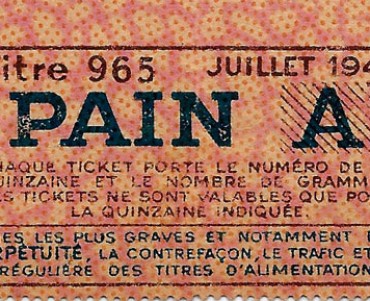 itre 965 JUILLET 194
PAIN A
HAQUE TICKET PORTE LE NUMÉRO DE
UINZAINE ET LE NOMBRE DE GRAMM
S TICKETS NE SONT VALABLES QUE PO
LA QUINZAINE INDIQUÉE.
ES LES PLUS GRAVES ET NOTAMMENT
RPÉTUITÉ, LA CONTREFAÇON, LE TRAFIC ET
RÉGULIÈRE DES TITRES D'ALIMENTATION